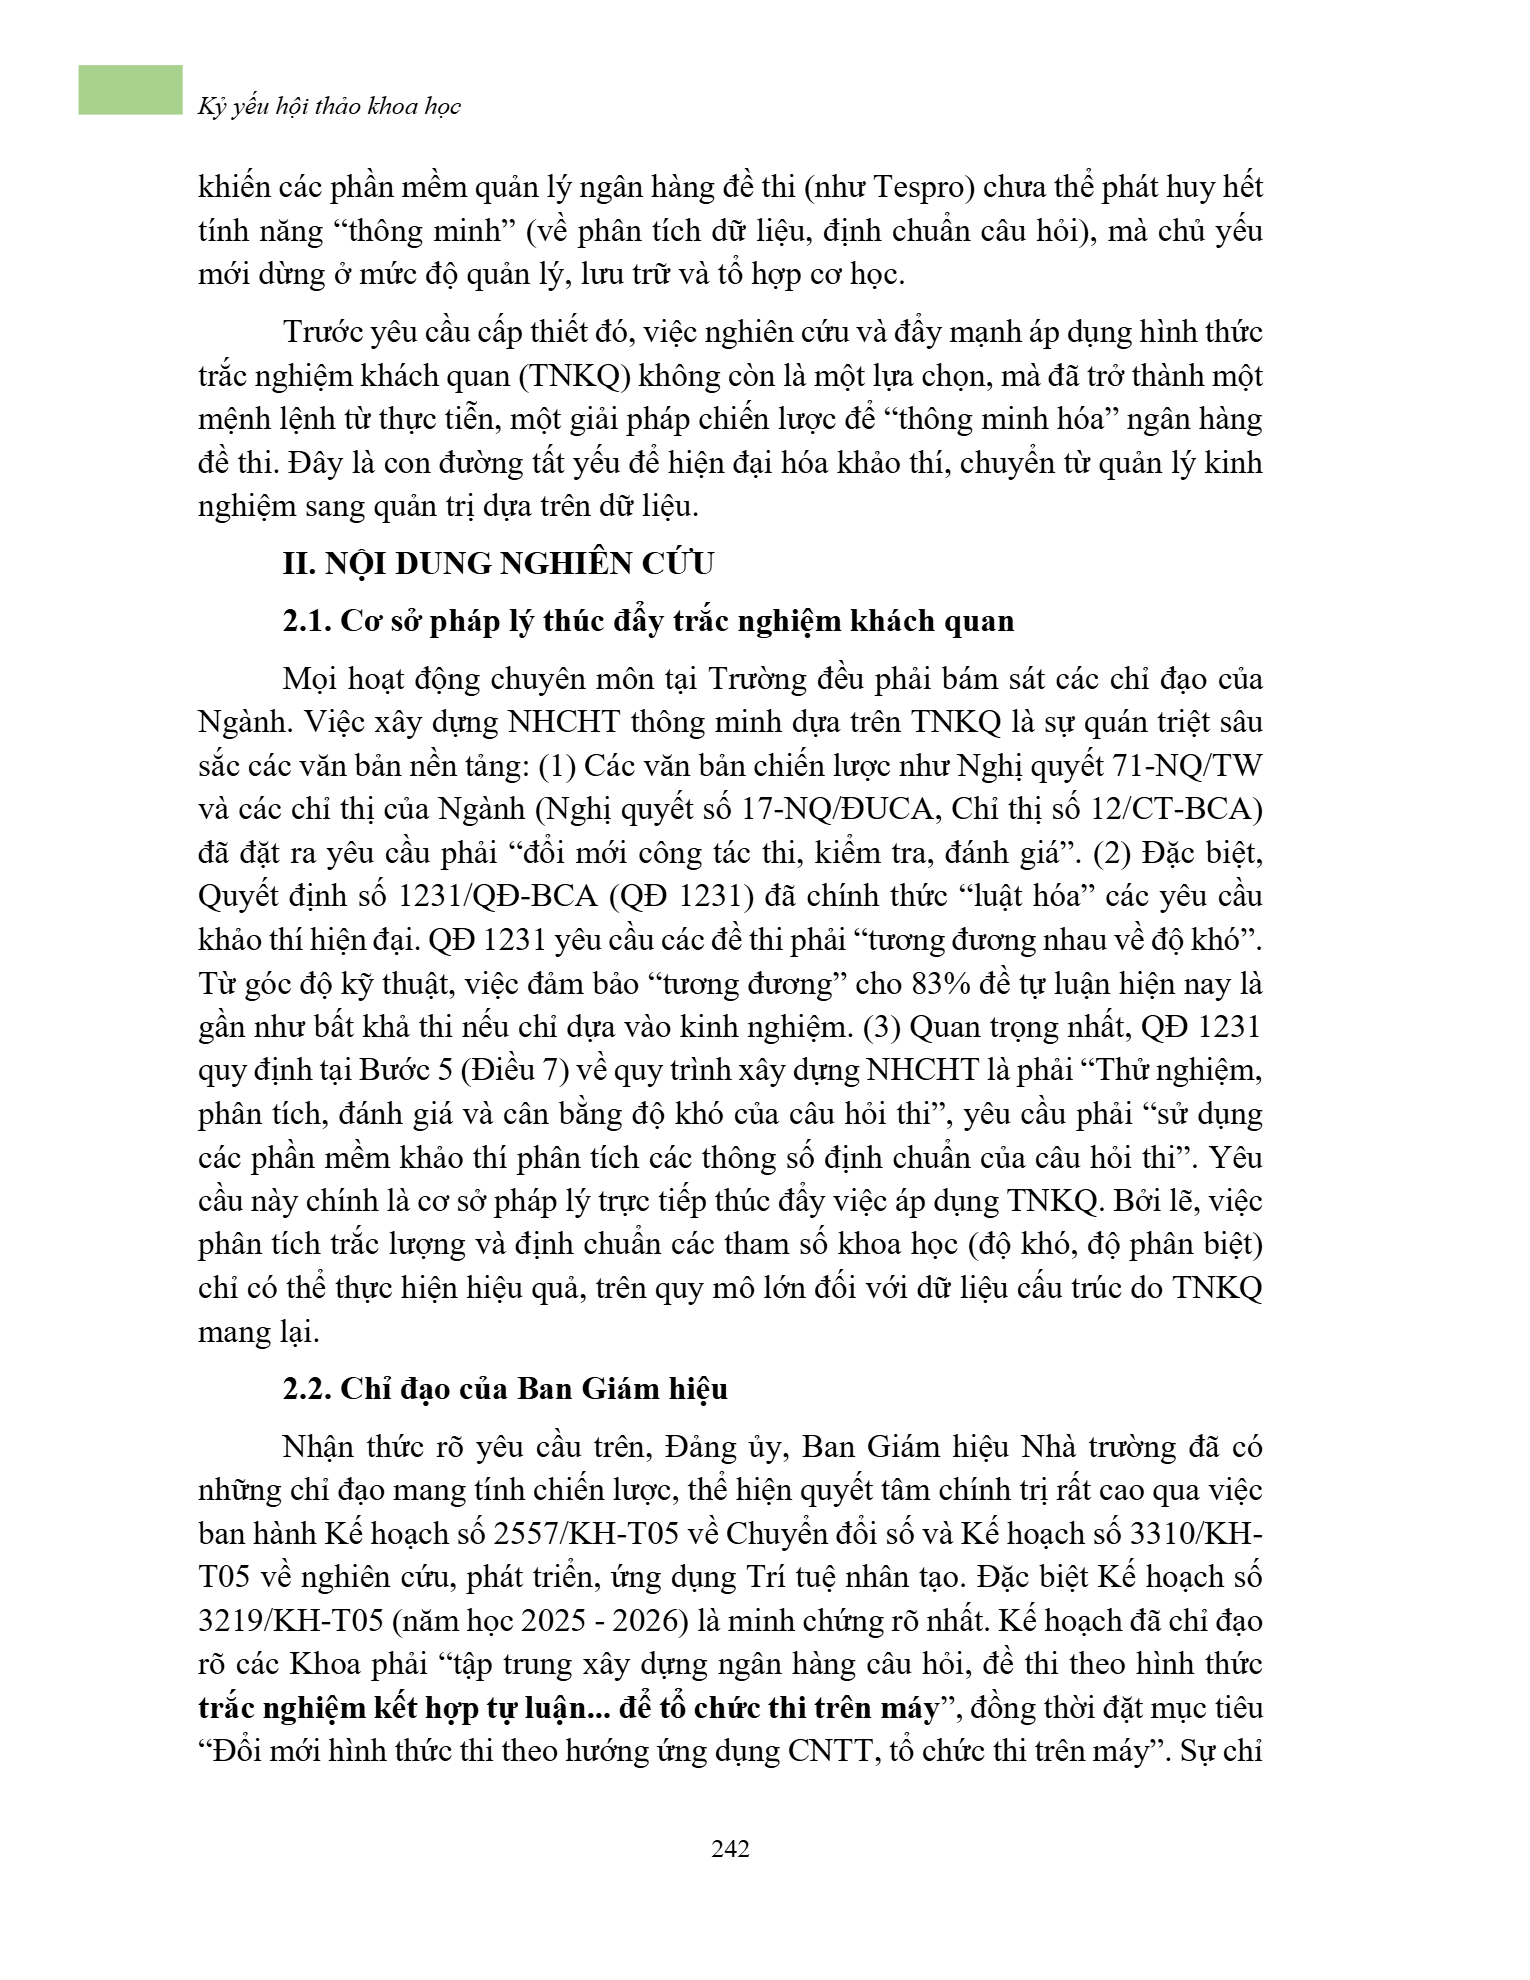 Kỷ yếu hội thảo khoa học
khiến các phần mềm quản lý ngân hàng đề thi (như Tespro) chưa thể phát huy hết
tính năng “thông minh” (về phân tích dữ liệu, định chuẩn câu hỏi), mà chủ yếu
mới dừng ở mức độ quản lý, lưu trữ và tổ hợp cơ học.
Trước yêu cầu cấp thiết đó, việc nghiên cứu và đẩy mạnh áp dụng hình thức
trắc nghiệm khách quan (TNKQ) không còn là một lựa chọn, mà đã trở thành một
mệnh lệnh từ thực tiễn, một giải pháp chiến lược để “thông minh hóa” ngân hàng
đề thi. Đây là con đường tất yếu để hiện đại hóa khảo thí, chuyển từ quản lý kinh
nghiệm sang quản trị dựa trên dữ liệu.
II. NỘI DUNG NGHIÊN CỨU
2.1. Cơ sở pháp lý thúc đẩy trắc nghiệm khách quan
Mọi hoạt động chuyên môn tại Trường đều phải bám sát các chỉ đạo của
Ngành. Việc xây dựng NHCHT thông minh dựa trên TNKQ là sự quán triệt sâu
sắc các văn bản nền tảng: (1) Các văn bản chiến lược như Nghị quyết 71-NQ/TW
và các chỉ thị của Ngành (Nghị quyết số 17-NQ/ĐUCA, Chỉ thị số 12/CT-BCA)
đã đặt ra yêu cầu phải “đổi mới công tác thi, kiểm tra, đánh giá”. (2) Đặc biệt,
Quyết định số 1231/QĐ-BCA (QĐ 1231) đã chính thức “luật hóa” các yêu cầu
khảo thí hiện đại. QĐ 1231 yêu cầu các đề thi phải “tương đương nhau về độ khó”.
Từ góc độ kỹ thuật, việc đảm bảo “tương đương” cho 83% đề tự luận hiện nay là
gần như bất khả thi nếu chỉ dựa vào kinh nghiệm. (3) Quan trọng nhất, QĐ 1231
quy định tại Bước 5 (Điều 7) về quy trình xây dựng NHCHT là phải “Thử nghiệm,
phân tích, đánh giá và cân bằng độ khó của câu hỏi thi”, yêu cầu phải “sử dụng
các phần mềm khảo thí phân tích các thông số định chuẩn của câu hỏi thi”. Yêu
cầu này chính là cơ sở pháp lý trực tiếp thúc đẩy việc áp dụng TNKQ. Bởi lẽ, việc
phân tích trắc lượng và định chuẩn các tham số khoa học (độ khó, độ phân biệt)
chỉ có thể thực hiện hiệu quả, trên quy mô lớn đối với dữ liệu cấu trúc do TNKQ
mang lại.
2.2. Chỉ đạo của Ban Giám hiệu
Nhận thức rõ yêu cầu trên, Đảng ủy, Ban Giám hiệu Nhà trường đã có
những chỉ đạo mang tính chiến lược, thể hiện quyết tâm chính trị rất cao qua việc
ban hành Kế hoạch số 2557/KH-T05 về Chuyển đổi số và Kế hoạch số 3310/KH-
T05 về nghiên cứu, phát triển, ứng dụng Trí tuệ nhân tạo. Đặc biệt Kế hoạch số
3219/KH-T05 (năm học 2025 - 2026) là minh chứng rõ nhất. Kế hoạch đã chỉ đạo
rõ các Khoa phải “tập trung xây dựng ngân hàng câu hỏi, đề thi theo hình thức
trắc nghiệm kết hợp tự luận... để tổ chức thi trên máy”, đồng thời đặt mục tiêu
“Đổi mới hình thức thi theo hướng ứng dụng CNTT, tổ chức thi trên máy”. Sự chỉ
242